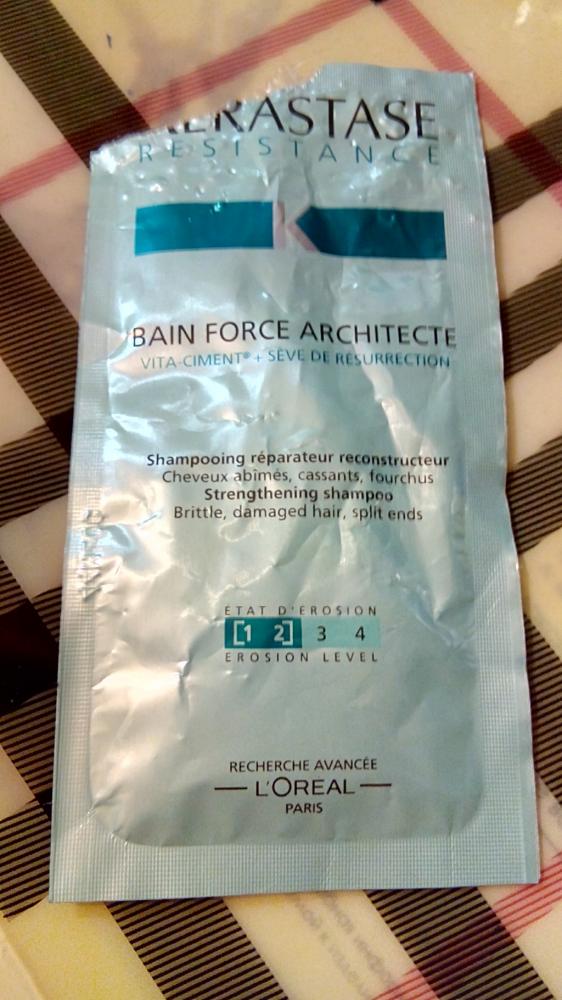 KÉRASTASE
RESISTANCE
K
BAIN FORCE ARCHITECTE
VITA-CIMENT® + SÈVE DE RÉSURRECTION
Shampooing réparateur reconstructeur
Cheveux abîmés, cassants, fourchus
Strengthening shampoo
Brittle, damaged hair, split ends
ÉTAT D'ÉROSION
[1 2] 3 4
EROSION LEVEL
RECHERCHE AVANCÉE
L'ORÉAL
PARIS